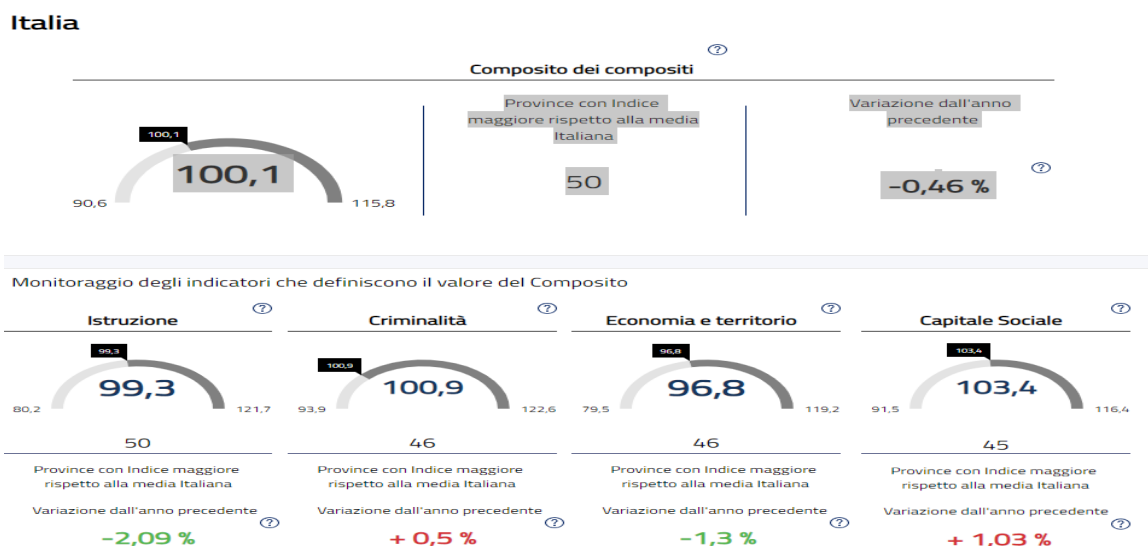 Italia
Composito dei compositi
100,1
100,1
90,6
115,8
Province con Indice
maggiore rispetto alla media
Italiana
50
Variazione dall'anno
precedente
-0,46 %
Monitoraggio degli indicatori che definiscono il valore del Composito
Istruzione
99,3
99,3
80,2
121,7
50
Province con Indice maggiore
rispetto alla media Italiana
Variazione dall'anno precedente
-2,09 %
Criminalità
100,9
100,9
93,9
122,6
46
Province con Indice maggiore
rispetto alla media Italiana
Variazione dall'anno precedente
+ 0,5 %
Economia e territorio
96,8
96,8
79,5
119,2
46
Province con Indice maggiore
rispetto alla media Italiana
Variazione dall'anno precedente
-1,3 %
Capitale Sociale
103,4
103,4
91,5
116,4
45
Province con Indice maggiore
rispetto alla media Italiana
Variazione dall'anno precedente
+ 1,03 %